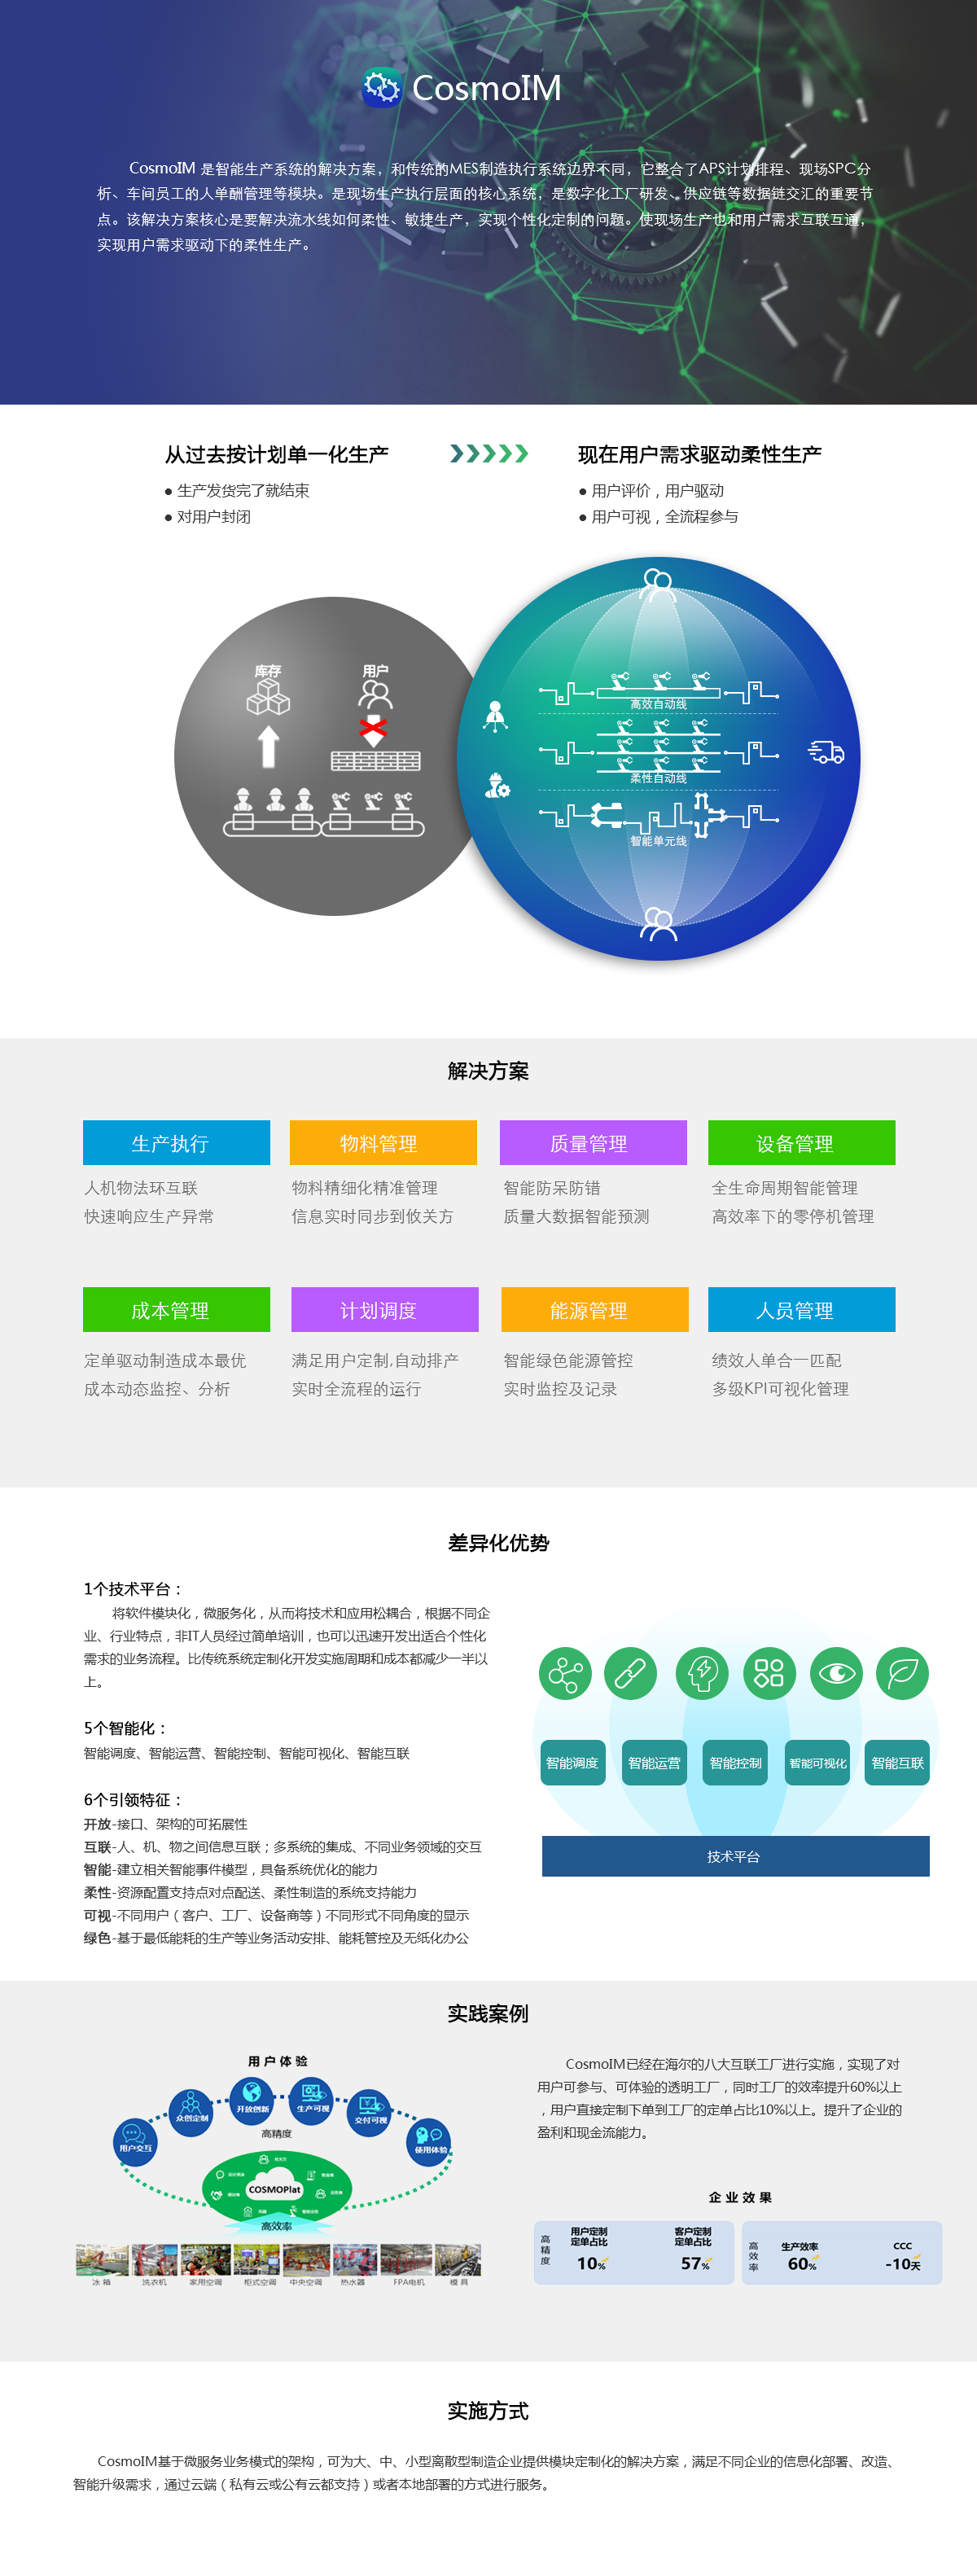 CosmoIM
CosmoIM 是智能生产系统的解决方案，和传统的MES制造执行系统边界不同，它整合了APS计划排程、现场SPC分
析、车间员工的人单酬管理等模块。是现场生产执行层面的核心系统，是数字化工厂研发、供应链等数据链交汇的重要节
点。该解决方案核心是要解决流水线如何柔性、敏捷生产，实现个性化定制的问题。使现场生产也和用户需求互联互通，
实现用户需求驱动下的柔性生产。
从过去按计划单一化生产
● 生产发货完了就结束
● 对用户封闭
现在用户需求驱动柔性生产
● 用户评价，用户驱动
● 用户可视，全流程参与
库存
用户
高效自动线
柔性自动线
智能单元线
解决方案
生产执行
人机物法环互联
快速响应生产异常
物料管理
物料精细化精准管理
信息实时同步到攸关方
质量管理
智能防呆防错
质量大数据智能预测
设备管理
全生命周期智能管理
高效率下的零停机管理
成本管理
定单驱动制造成本最优
成本动态监控、分析
计划调度
满足用户定制,自动排产
实时全流程的运行
能源管理
智能绿色能源管控
实时监控及记录
人员管理
绩效人单合一匹配
多级KPI可视化管理
差异化优势
1个技术平台：
将软件模块化，微服务化，从而将技术和应用松耦合，根据不同企
业、行业特点，非IT人员经过简单培训，也可以迅速开发出适合个性化
需求的业务流程。比传统系统定制化开发实施周期和成本都减少一半以
上。
5个智能化：
智能调度、智能运营、智能控制、智能可视化、智能互联
6个引领特征：
开放-接口、架构的可拓展性
互联-人、机、物之间信息互联；多系统的集成、不同业务领域的交互
智能-建立相关智能事件模型，具备系统优化的能力
柔性-资源配置支持点对点配送、柔性制造的系统支持能力
可视-不同用户（客户、工厂、设备商等）不同形式不同角度的显示
绿色-基于最低能耗的生产等业务活动安排、能耗管控及无纸化办公
智能调度
智能运营
智能控制
智能可视化
智能互联
技术平台
实践案例
用户体验
用户交互
众创定制
开放创新
生产可视
交付可视
使用体验
高精度
COSMOPlat
高效率
冰箱
洗衣机
家用空调
柜式空调
中央空调
热水器
FPA电机
模具
CosmoIM已经在海尔的八大互联工厂进行实施，实现了对
用户可参与、可体验的透明工厂，同时工厂的效率提升60%以上
，用户直接定制下单到工厂的定单占比10%以上。提升了企业的
盈利和现金流能力。
企业效果
高精度
用户定制
定单占比
10%
客户定制
定单占比
57%
高效率
生产效率
60%
CCC
-10天
实施方式
CosmoIM基于微服务业务模式的架构，可为大、中、小型离散型制造企业提供模块定制化的解决方案，满足不同企业的信息化部署、改造、
智能升级需求，通过云端（私有云或公有云都支持）或者本地部署的方式进行服务。